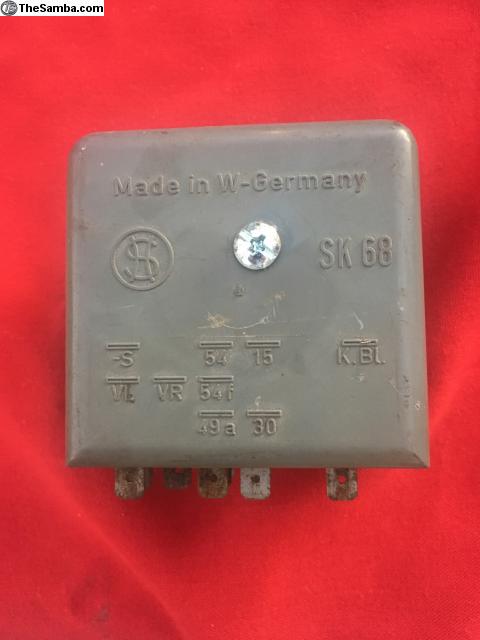 TheSamba.com
Made in W-Germany
SK 68
-S 54 15 K.Bl.
VL VR 54f
49a 30